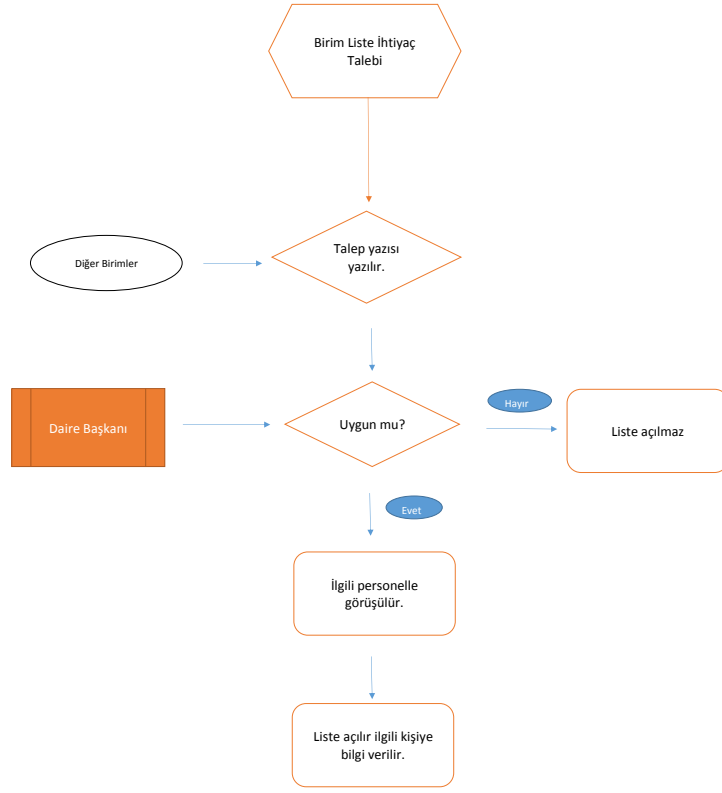 Birim Liste İhtiyaç
Talebi
Talep yazısı
yazılır.
Diğer Birimler
Daire Başkanı
Uygun mu?
Hayır
Liste açılmaz
Evet
İlgili personelle
görüşülür.
Liste açılır ilgili kişiye
bilgi verilir.